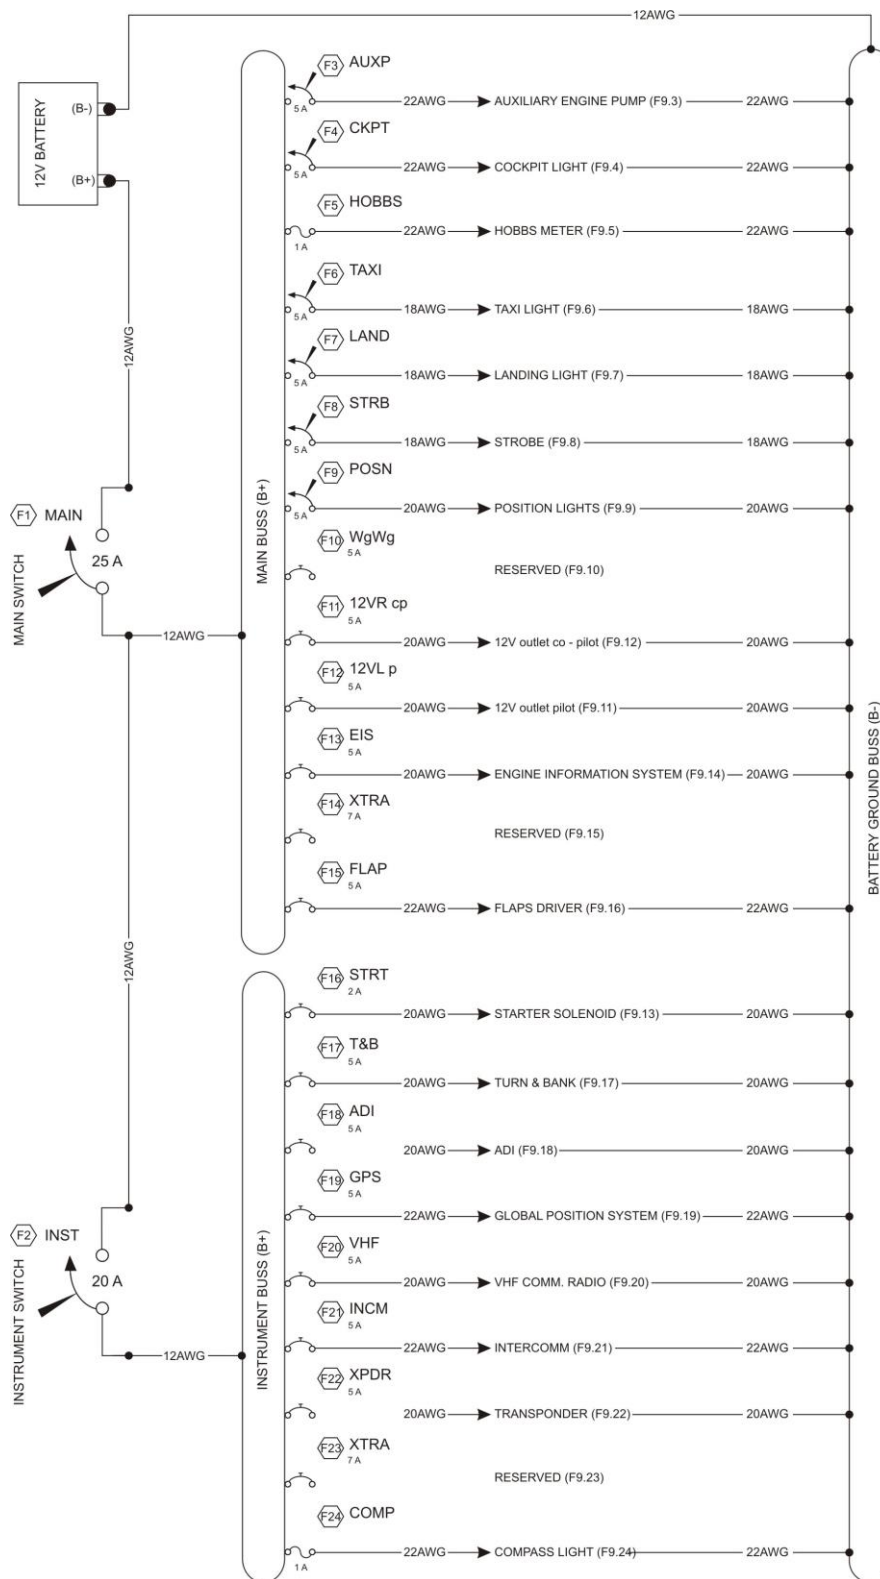 12AWG
12V BATTERY
(B-)
(B+)
12AWG
F1 MAIN
25 A
MAIN SWITCH
12AWG
12AWG
F2 INST
20 A
INSTRUMENT SWITCH
12AWG
MAIN BUSS (B+)
F3 AUXP
5 A 22AWG AUXILIARY ENGINE PUMP (F9.3) 22AWG
F4 CKPT
5 A 22AWG COCKPIT LIGHT (F9.4) 22AWG
F5 HOBBS
1 A 22AWG HOBBS METER (F9.5) 22AWG
F6 TAXI
5 A 18AWG TAXI LIGHT (F9.6) 18AWG
F7 LAND
5 A 18AWG LANDING LIGHT (F9.7) 18AWG
F8 STRB
5 A 18AWG STROBE (F9.8) 18AWG
F9 POSN
5 A 20AWG POSITION LIGHTS (F9.9) 20AWG
F10 WgWg
5 A
RESERVED (F9.10)
F11 12VR cp
5 A
20AWG 12V outlet co - pilot (F9.12) 20AWG
F12 12VL p
5 A
20AWG 12V outlet pilot (F9.11) 20AWG
F13 EIS
5 A
20AWG ENGINE INFORMATION SYSTEM (F9.14) 20AWG
F14 XTRA
7 A
RESERVED (F9.15)
F15 FLAP
5 A
22AWG FLAPS DRIVER (F9.16) 22AWG
INSTRUMENT BUSS (B+)
F16 STRT
2 A
20AWG STARTER SOLENOID (F9.13) 20AWG
F17 T&B
5 A
20AWG TURN & BANK (F9.17) 20AWG
F18 ADI
5 A
20AWG ADI (F9.18) 20AWG
F19 GPS
5 A
22AWG GLOBAL POSITION SYSTEM (F9.19) 22AWG
F20 VHF
5 A
20AWG VHF COMM. RADIO (F9.20) 20AWG
F21 INCM
5 A
22AWG INTERCOMM (F9.21) 22AWG
F22 XPDR
5 A
20AWG TRANSPONDER (F9.22) 20AWG
F23 XTRA
7 A
RESERVED (F9.23)
F24 COMP
1 A 22AWG COMPASS LIGHT (F9.24) 22AWG
BATTERY GROUND BUSS (B-)